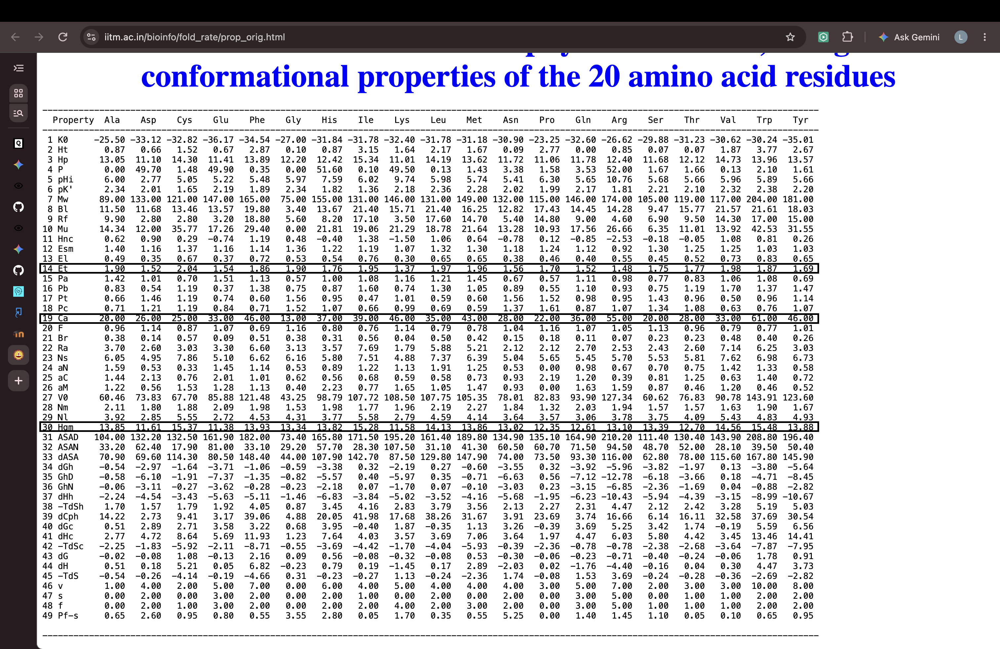 iitm.ac.in/bioinfo/fold_rate/prop_orig.html
Ask Gemini
L
conformational properties of the 20 amino acid residues
Property Ala Asp Cys Glu Phe Gly His Ile Lys Leu Met Asn Pro Gln Arg Ser Thr Val Trp Tyr
1 K0 -25.50 -33.12 -32.82 -36.17 -34.54 -27.00 -31.84 -31.78 -32.40 -31.78 -31.18 -30.90 -23.25 -32.60 -26.62 -29.88 -31.23 -30.62 -30.24 -35.01
2 Ht 0.87 0.66 1.52 0.67 2.87 0.10 0.87 3.15 1.64 2.17 1.67 0.09 2.77 0.00 0.85 0.07 0.07 1.87 3.77 2.67
3 Hp 13.05 11.10 14.30 11.41 13.89 12.20 12.42 15.34 11.01 14.19 13.62 11.72 11.06 11.78 12.40 11.68 12.12 14.73 13.96 13.57
4 P 0.00 49.70 1.48 49.90 0.35 0.00 51.60 0.10 49.50 0.13 1.43 3.38 1.58 3.53 52.00 1.67 1.66 0.13 2.10 1.61
5 pHi 6.00 2.77 5.05 5.22 5.48 5.97 7.59 6.02 9.74 5.98 5.74 5.41 6.30 5.65 10.76 5.68 5.66 5.96 5.89 5.66
6 pK' 2.34 2.01 1.65 2.19 1.89 2.34 1.82 1.36 2.18 2.36 2.28 2.02 1.99 2.17 1.81 2.21 2.10 2.32 2.38 2.20
7 Mw 89.00 133.00 121.00 147.00 165.00 75.00 155.00 131.00 146.00 131.00 149.00 132.00 115.00 146.00 174.00 105.00 119.00 117.00 204.00 181.00
8 Bl 11.50 11.68 13.46 13.57 19.80 3.40 13.67 21.40 15.71 21.40 16.25 12.82 17.43 14.45 14.28 9.47 15.77 21.57 21.61 18.03
9 Rf 9.90 2.80 2.80 3.20 18.80 5.60 8.20 17.10 3.50 17.60 14.70 5.40 14.80 9.00 4.60 6.90 9.50 14.30 17.00 15.00
10 Mu 14.34 12.00 35.77 17.26 29.40 0.00 21.81 19.06 21.29 18.78 21.64 13.28 10.93 17.56 26.66 6.35 11.01 13.92 42.53 31.55
11 Hnc 0.62 0.90 0.29 -0.74 1.19 0.48 -0.40 1.38 -1.50 1.06 0.64 -0.78 0.12 -0.85 -2.53 -0.18 -0.05 1.08 0.81 0.26
12 Esm 1.40 1.16 1.37 1.16 1.14 1.36 1.22 1.19 1.07 1.32 1.30 1.18 1.24 1.12 0.92 1.30 1.25 1.25 1.03 1.03
13 El 0.49 0.35 0.67 0.37 0.72 0.53 0.54 0.76 0.30 0.65 0.65 0.38 0.46 0.40 0.55 0.45 0.52 0.73 0.83 0.65
14 Et 1.90 1.52 2.04 1.54 1.86 1.90 1.76 1.95 1.37 1.97 1.96 1.56 1.70 1.52 1.48 1.75 1.77 1.98 1.87 1.69
15 Pa 1.42 1.01 0.70 1.51 1.13 0.57 1.00 1.08 1.16 1.21 1.45 0.67 0.57 1.11 0.98 0.77 0.83 1.06 1.08 0.69
16 Pb 0.83 0.54 1.19 0.37 1.38 0.75 0.87 1.60 0.74 1.30 1.05 0.89 0.55 1.10 0.93 0.75 1.19 1.70 1.37 1.47
17 Pt 0.66 1.46 1.19 0.74 0.60 1.56 0.95 0.47 1.01 0.59 0.60 1.56 1.52 0.98 0.95 1.43 0.96 0.50 0.96 1.14
18 Pc 0.71 1.21 1.19 0.84 0.71 1.52 1.07 0.66 0.99 0.69 0.59 1.37 1.61 0.87 1.07 1.34 1.08 0.63 0.76 1.07
19 Ca 20.00 26.00 25.00 33.00 46.00 13.00 37.00 39.00 46.00 35.00 43.00 28.00 22.00 36.00 55.00 20.00 28.00 33.00 61.00 46.00
20 F 0.96 1.14 0.87 1.07 0.69 1.16 0.80 0.76 1.14 0.79 0.78 1.04 1.16 1.07 1.05 1.13 0.96 0.79 0.77 1.01
21 Br 0.38 0.14 0.57 0.09 0.51 0.38 0.31 0.56 0.04 0.50 0.42 0.15 0.18 0.11 0.07 0.23 0.23 0.48 0.40 0.26
22 Ra 3.70 2.60 3.03 3.30 6.60 3.13 3.57 7.69 1.79 5.88 5.21 2.12 2.12 2.70 2.53 2.43 2.60 7.14 6.25 3.03
23 Ns 6.05 4.95 7.86 5.10 6.62 6.16 5.80 7.51 4.88 7.37 6.39 5.04 5.65 5.45 5.70 5.53 5.81 7.62 6.98 6.73
24 aN 1.59 0.53 0.33 1.45 1.14 0.53 0.89 1.22 1.13 1.91 1.25 0.53 0.00 0.98 0.67 0.70 0.75 1.42 1.33 0.58
25 aC 1.44 2.13 0.76 2.01 1.01 0.62 0.56 0.68 0.59 0.58 0.73 0.93 2.19 1.20 0.39 0.81 1.25 0.63 1.40 0.72
26 aM 1.22 0.56 1.53 1.28 1.13 0.40 2.23 0.77 1.65 1.05 1.47 0.93 0.00 1.63 1.59 0.87 0.46 1.20 0.46 0.52
27 V0 60.46 73.83 67.70 85.88 121.48 43.25 98.79 107.72 108.50 107.75 105.35 78.01 82.83 93.90 127.34 60.62 76.83 90.78 143.91 123.60
28 Nm 2.11 1.80 1.88 2.09 1.98 1.53 1.98 1.77 1.96 2.19 2.27 1.84 1.32 2.03 1.94 1.57 1.57 1.63 1.90 1.67
29 Nl 3.92 2.85 5.55 2.72 4.53 4.31 3.77 5.58 2.79 4.59 4.14 3.64 3.57 3.06 3.78 3.75 4.09 5.43 4.83 4.93
30 Hgm 13.85 11.61 15.37 11.38 13.93 13.34 13.82 15.28 11.58 14.13 13.86 13.02 12.35 12.61 13.10 13.39 12.70 14.56 15.48 13.88
31 ASAD 104.00 132.20 132.50 161.90 182.00 73.40 165.80 171.50 195.20 161.40 189.80 134.90 135.10 164.90 210.20 111.40 130.40 143.90 208.80 196.40
32 ASAN 33.20 62.40 17.90 81.00 33.10 29.20 57.70 28.30 107.50 31.10 41.30 60.50 60.70 71.50 94.50 48.70 52.00 28.10 39.50 50.40
33 dASA 70.90 69.60 114.30 80.50 148.40 44.00 107.90 142.70 87.50 129.80 147.90 74.00 73.50 93.30 116.00 62.80 78.00 115.60 167.80 145.90
34 dGh -0.54 -2.97 -1.64 -3.71 -1.06 -0.59 -3.38 0.32 -2.19 0.27 -0.60 -3.55 0.32 -3.92 -5.96 -3.82 -1.97 0.13 -3.80 -5.64
35 GhD -0.58 -6.10 -1.91 -7.37 -1.35 -0.82 -5.57 0.40 -5.97 0.35 -0.71 -6.63 0.56 -7.12 -12.78 -6.18 -3.66 0.18 -4.71 -8.45
36 GhN -0.06 -3.11 -0.27 -3.62 -0.28 -0.23 -2.18 0.07 -1.70 0.07 -0.10 -3.03 0.23 -3.15 -6.85 -2.36 -1.69 0.04 -0.88 -2.82
37 dHh -2.24 -4.54 -3.43 -5.63 -5.11 -1.46 -6.83 -3.84 -5.02 -3.52 -4.16 -5.68 -1.95 -6.23 -10.43 -5.94 -4.39 -3.15 -8.99 -10.67
38 -TdSh 1.70 1.57 1.79 1.92 4.05 0.87 3.45 4.16 2.83 3.79 3.56 2.13 2.27 2.31 4.47 2.12 2.42 3.28 5.19 5.03
39 dCph 14.22 2.73 9.41 3.17 39.06 4.88 20.05 41.98 17.68 38.26 31.67 3.91 23.69 3.74 16.66 6.14 16.11 32.58 37.69 30.54
40 dGc 0.51 2.89 2.71 3.58 3.22 0.68 3.95 -0.40 1.87 -0.35 1.13 3.26 -0.39 3.69 5.25 3.42 1.74 -0.19 5.59 6.56
41 dHc 2.77 4.72 8.64 5.69 11.93 1.23 7.64 4.03 3.57 3.69 7.06 3.64 1.97 4.47 6.03 5.80 4.42 3.45 13.46 14.41
42 -TdSc -2.25 -1.83 -5.92 -2.11 -8.71 -0.55 -3.69 -4.42 -1.70 -4.04 -5.93 -0.39 -2.36 -0.78 -0.78 -2.38 -2.68 -3.64 -7.87 -7.95
43 dG -0.02 -0.08 1.08 -0.13 2.16 0.09 0.56 -0.08 -0.32 -0.08 0.53 -0.30 -0.06 -0.23 -0.71 -0.40 -0.24 -0.06 1.78 0.91
44 dH 0.51 0.18 5.21 0.05 6.82 -0.23 0.79 0.19 -1.45 0.17 2.89 -2.03 0.02 -1.76 -4.40 -0.16 0.04 0.30 4.47 3.73
45 -TdS -0.54 -0.26 -4.14 -0.19 -4.66 0.31 -0.23 -0.27 1.13 -0.24 -2.36 1.74 -0.08 1.53 3.69 -0.24 -0.28 -0.36 -2.69 -2.82
46 v 1.00 4.00 2.00 5.00 7.00 0.00 6.00 4.00 5.00 4.00 4.00 4.00 3.00 5.00 7.00 2.00 3.00 3.00 10.00 8.00
47 s 0.00 2.00 0.00 3.00 2.00 0.00 2.00 1.00 0.00 2.00 0.00 2.00 0.00 3.00 5.00 0.00 1.00 1.00 2.00 2.00
48 f 0.00 2.00 1.00 3.00 2.00 0.00 2.00 2.00 4.00 2.00 3.00 2.00 0.00 3.00 5.00 1.00 1.00 1.00 2.00 2.00
49 Pf-s 0.65 2.60 0.95 0.80 0.55 3.55 2.80 0.05 1.70 0.35 0.55 5.25 0.00 1.40 1.45 1.10 0.05 0.10 0.65 0.95